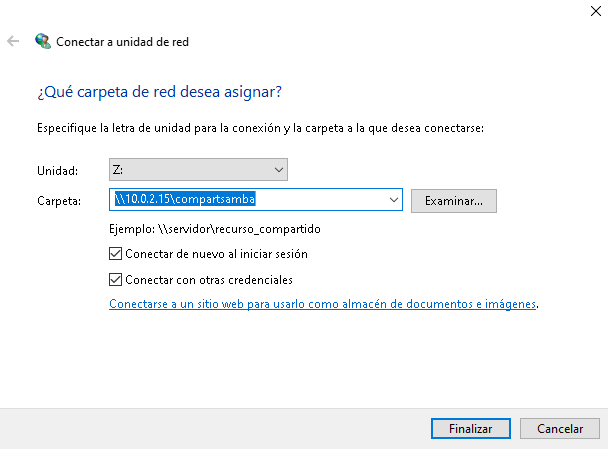 Conectar a unidad de red
¿Qué carpeta de red desea asignar?
Especifique la letra de unidad para la conexión y la carpeta a la que desea conectarse:
Unidad: Z:
Carpeta: \\10.0.2.15\compartsamba Examinar...
Ejemplo: \\servidor\recurso_compartido
Conectar de nuevo al iniciar sesión
Conectar con otras credenciales
Conectarse a un sitio web para usarlo como almacén de documentos e imágenes.
Finalizar Cancelar